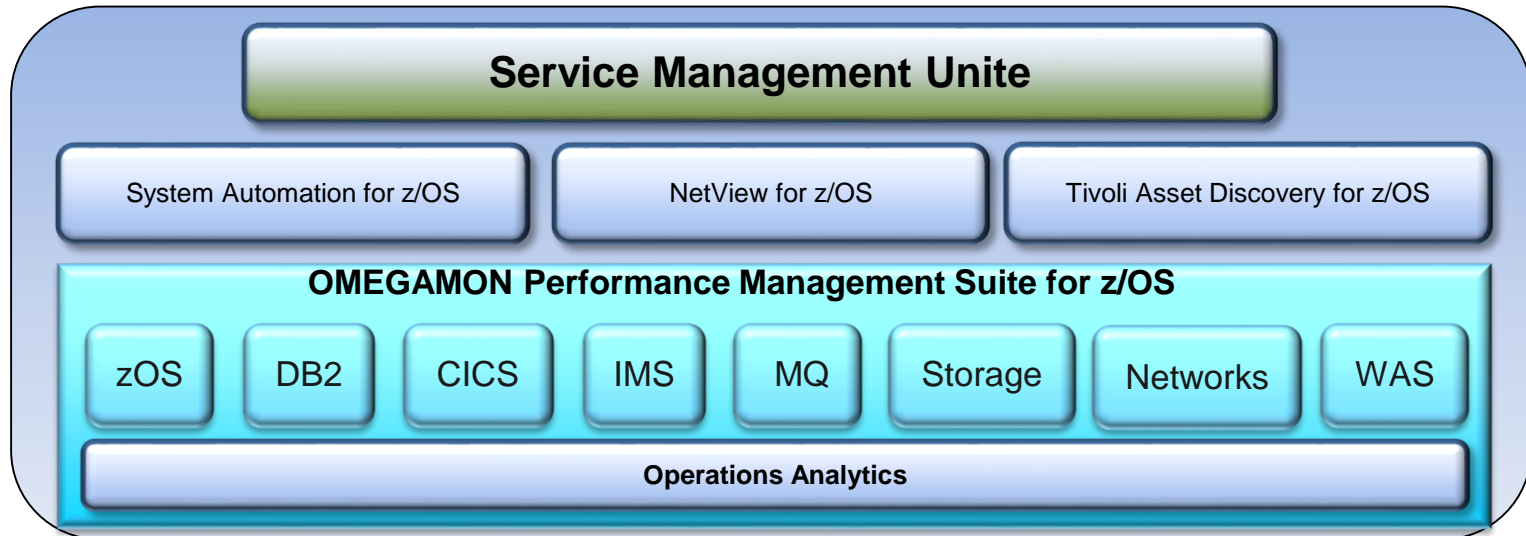 Service Management Unite
System Automation for z/OS
NetView for z/OS
Tivoli Asset Discovery for z/OS
OMEGAMON Performance Management Suite for z/OS
zOS
DB2
CICS
IMS
MQ
Storage
Networks
WAS
Operations Analytics